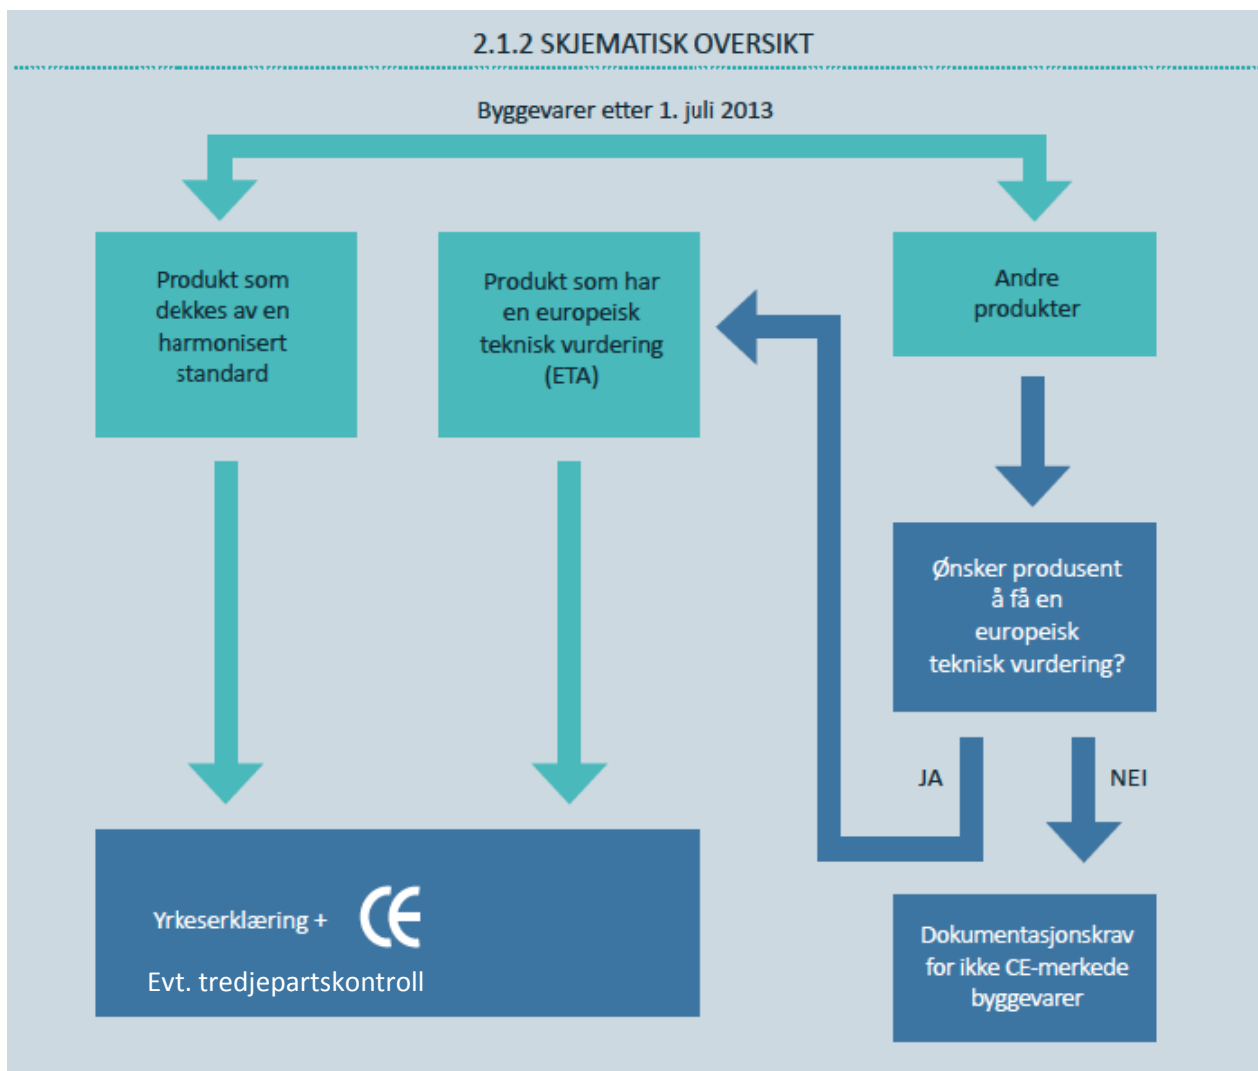 2.1.2 SKJEMATISK OVERSIKT
Byggevarer etter 1. juli 2013
Produkt som
dekkes av en
harmonisert
standard
Produkt som har
en europeisk
teknisk vurdering
(ETA)
Andre
produkter
Ønsker produsent
å få en
europeisk
teknisk vurdering?
JA
NEI
Yrkeserklæring + CE
Evt. tredjepartskontroll
Dokumentasjonskrav
for ikke CE-merkede
byggevarer